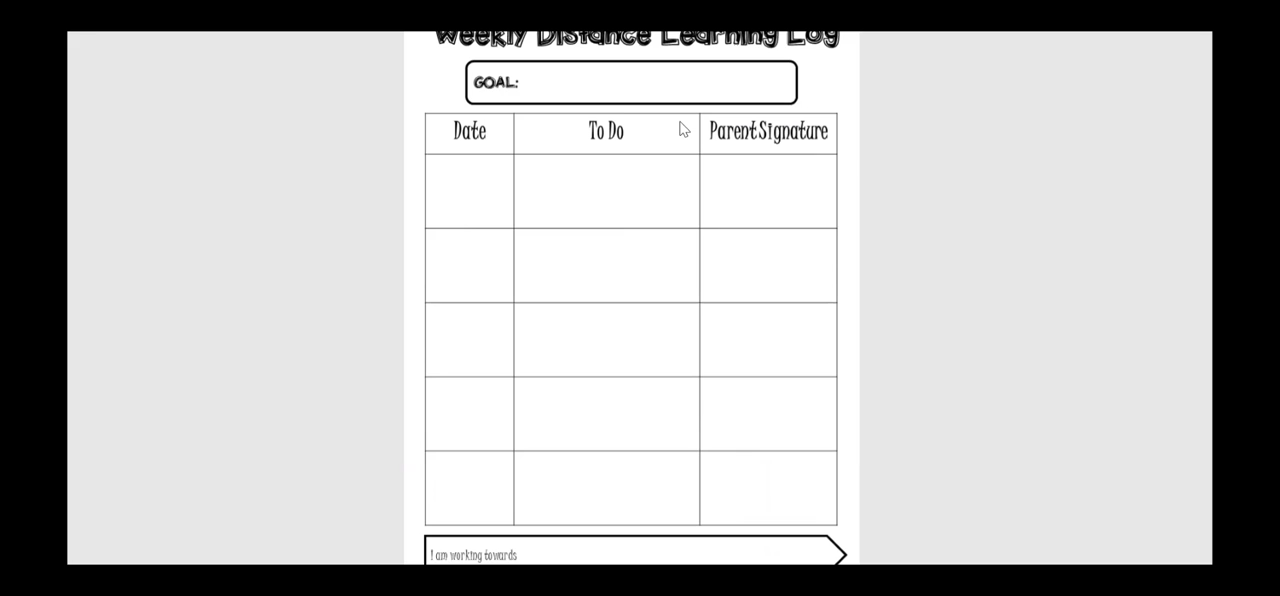 Weekly Distance Learning Log
GOAL:
Date To Do Parent Signature
I am working towards